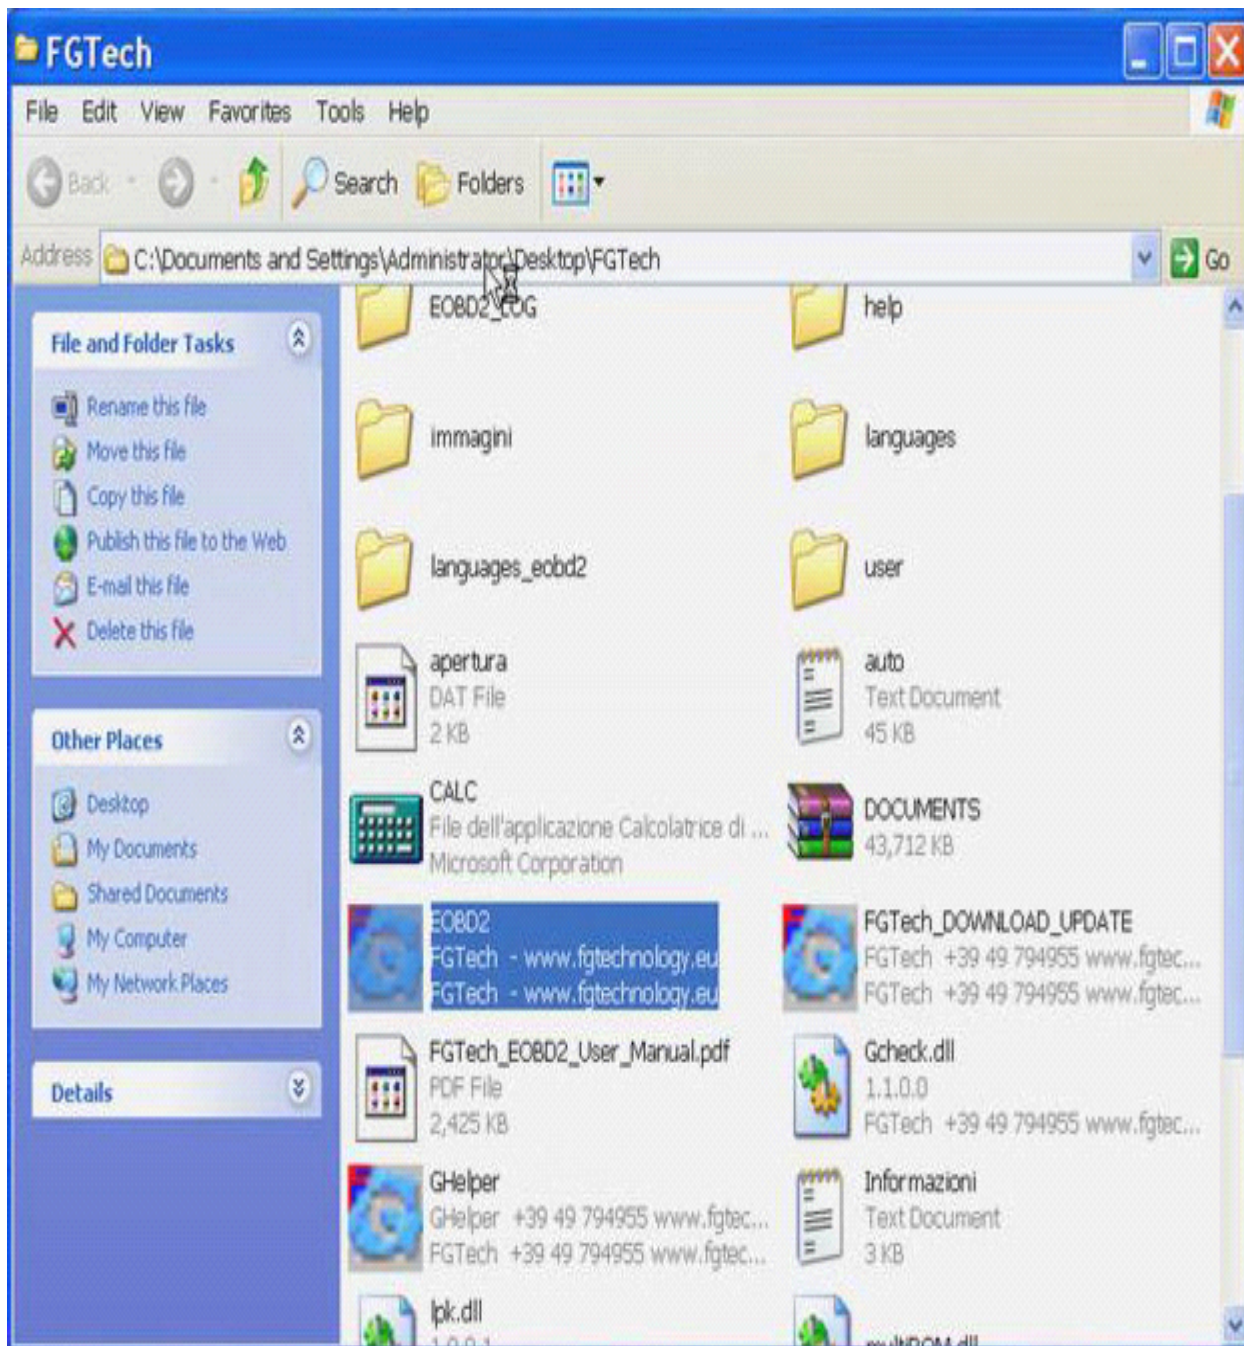 FGTech
File Edit View Favorites Tools Help
Back Search Folders
Address C:\Documents and Settings\Administrator\Desktop\FGTech Go
File and Folder Tasks
Rename this file
Move this file
Copy this file
Publish this file to the Web
E-mail this file
Delete this file
Other Places
Desktop
My Documents
Shared Documents
My Computer
My Network Places
Details
EOBD2_LOG
help
immagini
languages
languages_eobd2
user
apertura
DAT File
2 KB
auto
Text Document
45 KB
CALC
File dell'applicazione Calcolatrice di ...
Microsoft Corporation
DOCUMENTS
43,712 KB
EOBD2
FGTech - www.fgtechnology.eu
FGTech - www.fgtechnology.eu
FGTech_DOWNLOAD_UPDATE
FGTech +39 49 794955 www.fgtec...
FGTech +39 49 794955 www.fgtec...
FGTech_EOBD2_User_Manual.pdf
PDF File
2,425 KB
Gcheck.dll
1.1.0.0
FGTech +39 49 794955 www.fgtec...
GHelper
GHelper +39 49 794955 www.fgtec...
FGTech +39 49 794955 www.fgtec...
Informazioni
Text Document
3 KB
lpk.dll